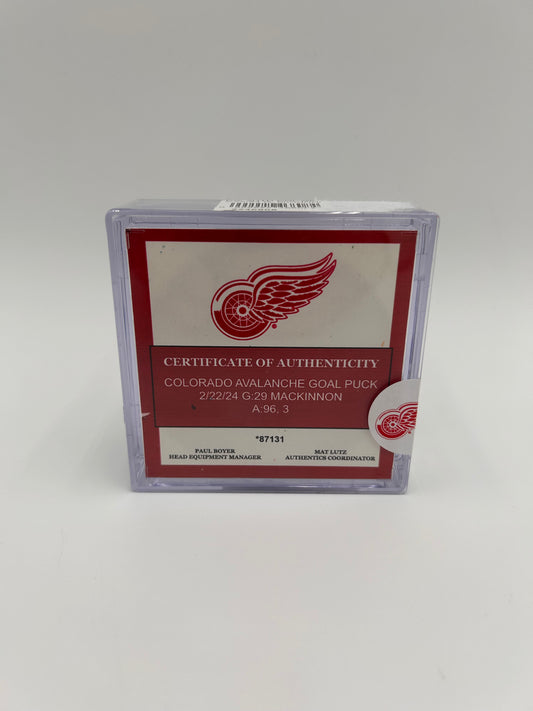 CERTIFICATE OF AUTHENTICITY
COLORADO AVALANCHE GOAL PUCK
2/22/24 G:29 MACKINNON
A:96, 3
*87131
PAUL BOYER
HEAD EQUIPMENT MANAGER
MAT LUTZ
AUTHENTICS COORDINATOR